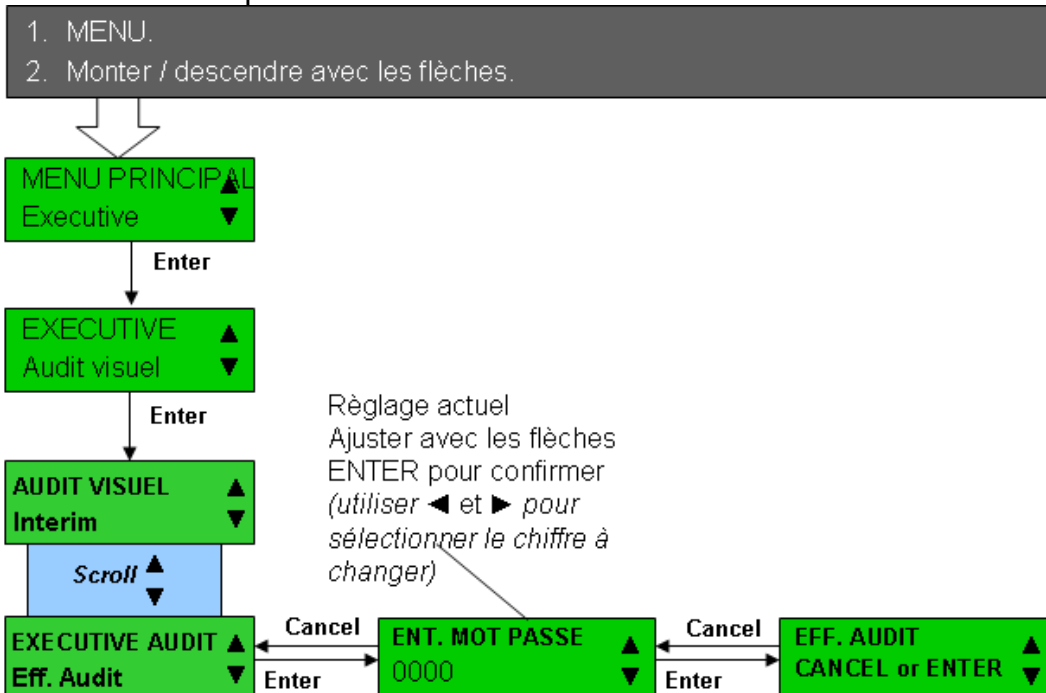 1. MENU.
2. Monter / descendre avec les flèches.
MENU PRINCIPAL
Executive
Enter
EXECUTIVE
Audit visuel
Enter
Règlage actuel
Ajuster avec les flèches
ENTER pour confirmer
(utiliser ◄ et ► pour
sélectionner le chiffre à
changer)
AUDIT VISUEL
Interim
Scroll
EXECUTIVE AUDIT
Eff. Audit
Cancel
Enter
ENT. MOT PASSE
0000
Cancel
Enter
EFF. AUDIT
CANCEL or ENTER